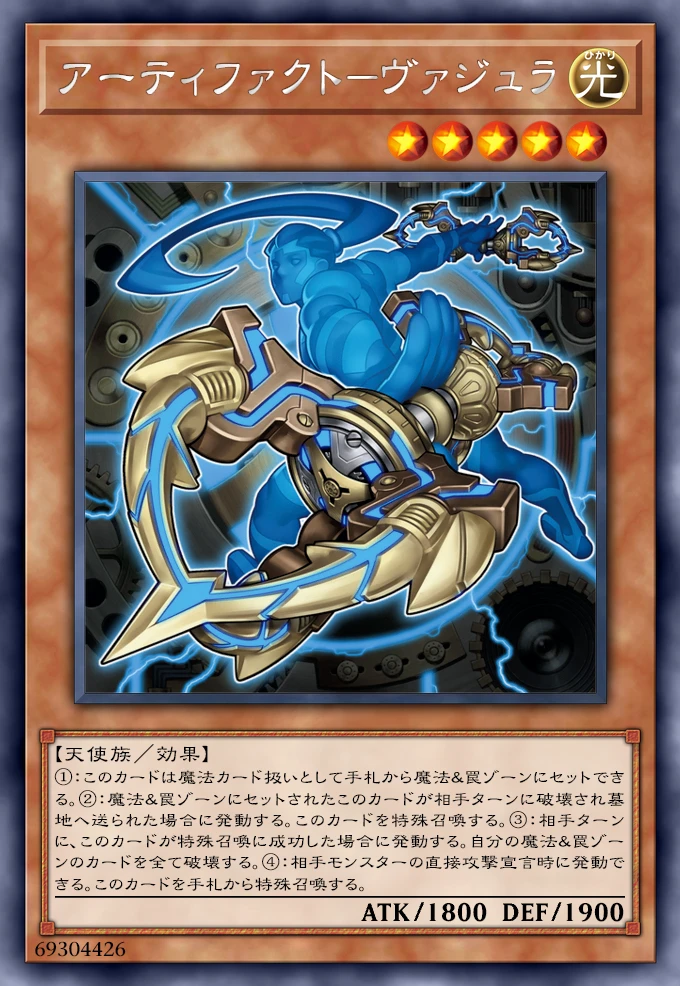 アーティファクトーヴァジュラ
ひかり
光
【天使族／効果】
①:このカードは魔法カード扱いとして手札から魔法&罠ゾーンにセットでき
る。②:魔法&罠ゾーンにセットされたこのカードが相手ターンに破壊され墓
地へ送られた場合に発動する。このカードを特殊召喚する。③:相手ターン
に、このカードが特殊召喚に成功した場合に発動する。自分の魔法&罠ゾー
ンのカードを全て破壊する。④:相手モンスターの直接攻撃宣言時に発動で
きる。このカードを手札から特殊召喚する。
ATK/1800 DEF/1900
69304426